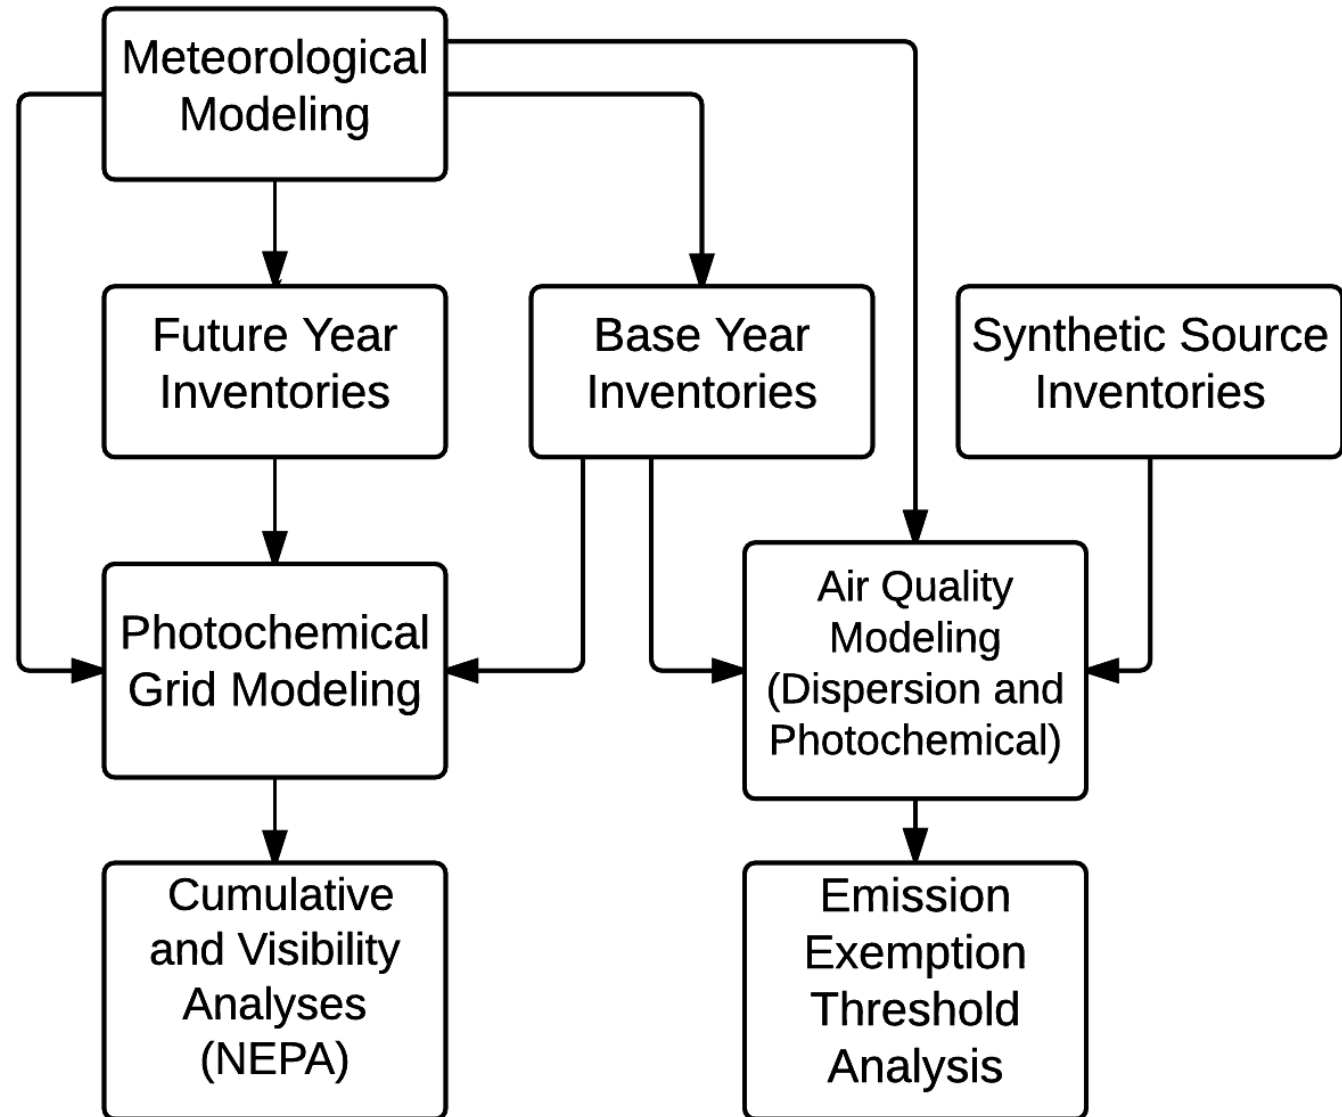 Meteorological
Modeling
Future Year
Inventories
Base Year
Inventories
Synthetic Source
Inventories
Photochemical
Grid Modeling
Air Quality
Modeling
(Dispersion and
Photochemical)
Cumulative
and Visibility
Analyses
(NEPA)
Emission
Exemption
Threshold
Analysis